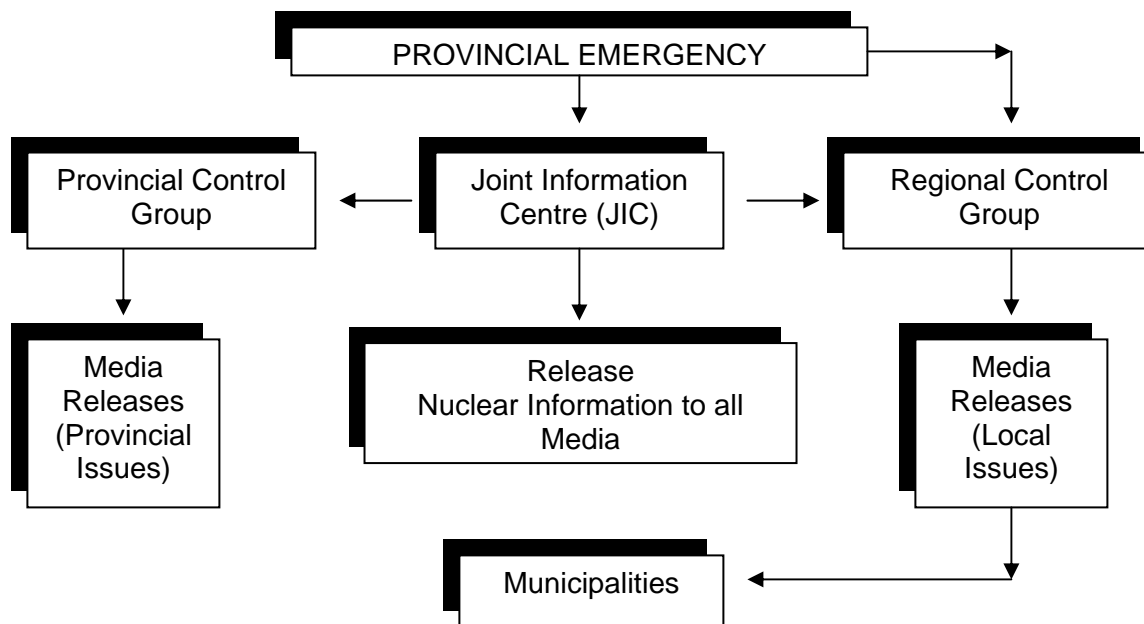 PROVINCIAL EMERGENCY
Provincial Control
Group
Joint Information
Centre (JIC)
Regional Control
Group
Media
Releases
(Provincial
Issues)
Release
Nuclear Information to all
Media
Media
Releases
(Local
Issues)
Municipalities